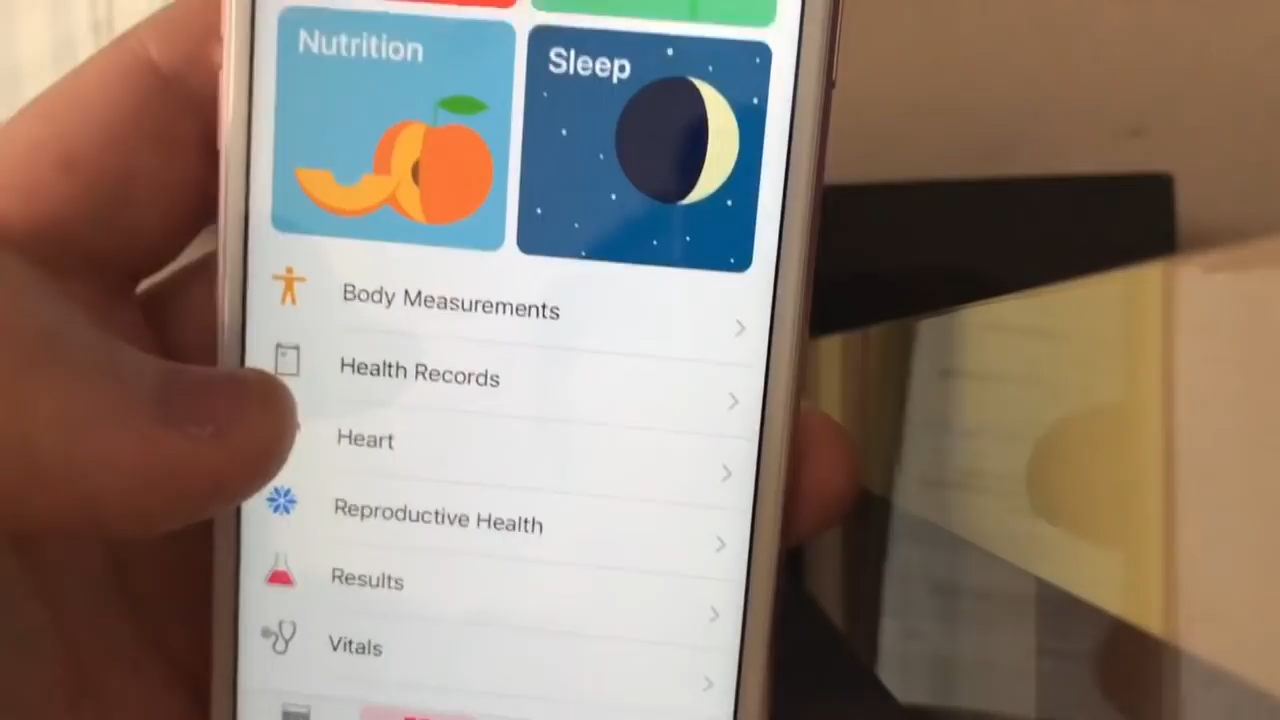 Nutrition
Sleep
Body Measurements
Health Records
Heart
Reproductive Health
Results
Vitals